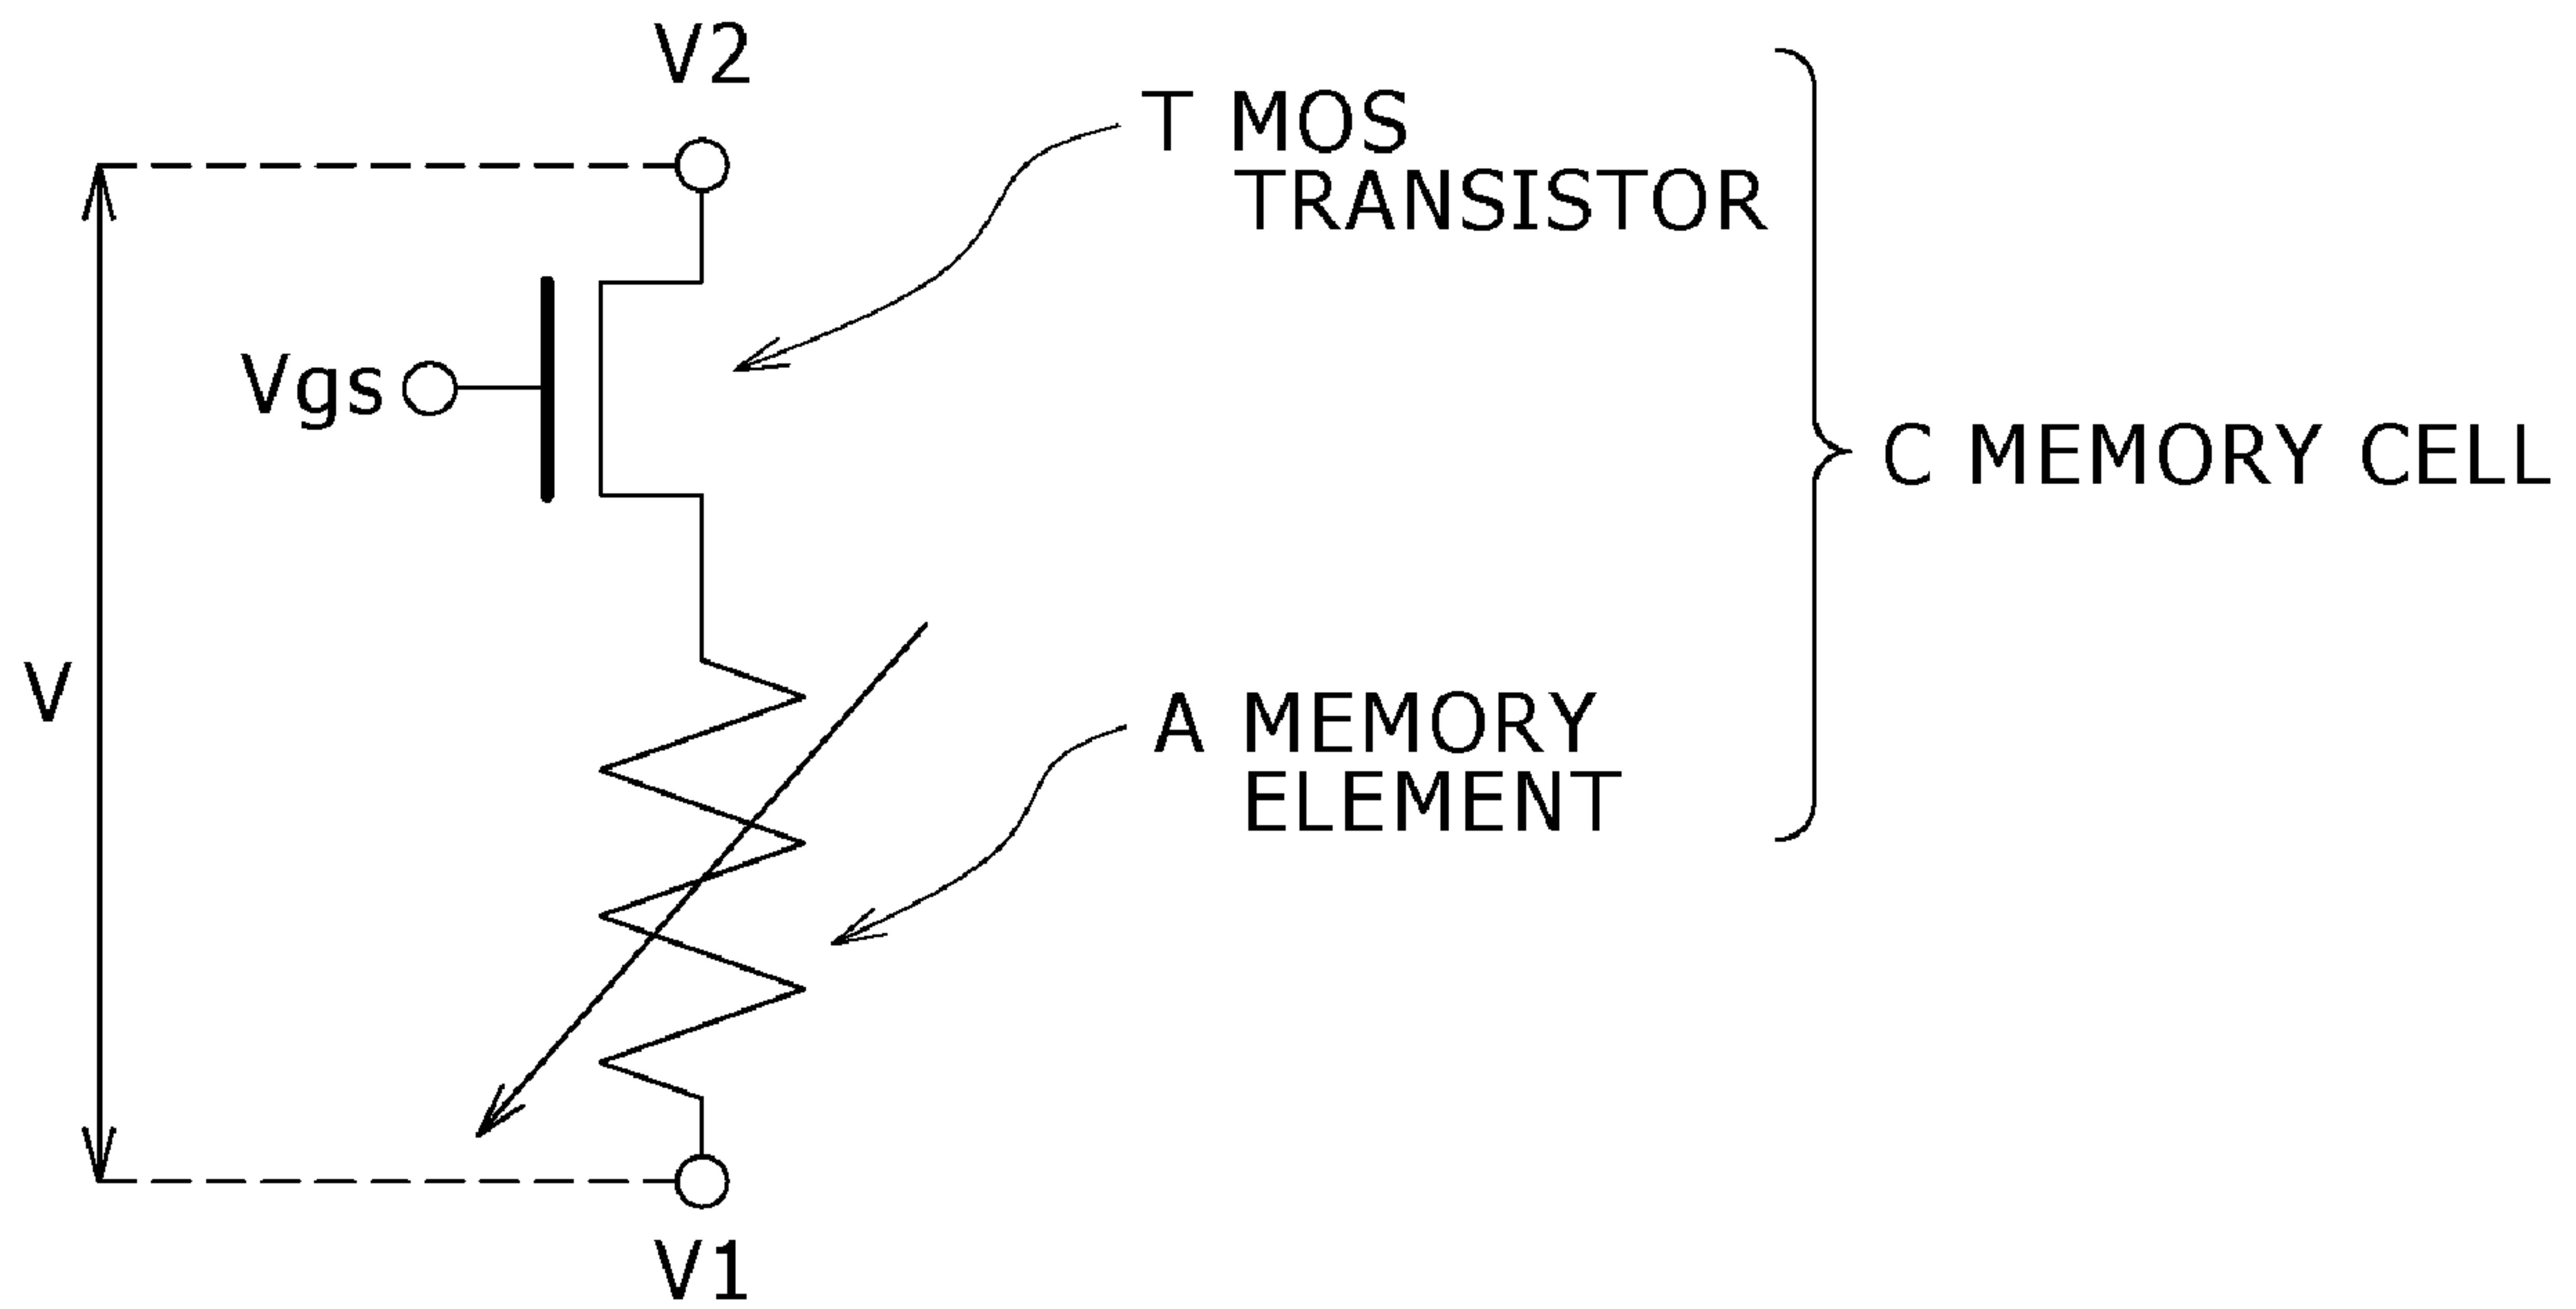 V2
T MOS
TRANSISTOR
Vgs
C MEMORY CELL
V
A MEMORY
ELEMENT
V1